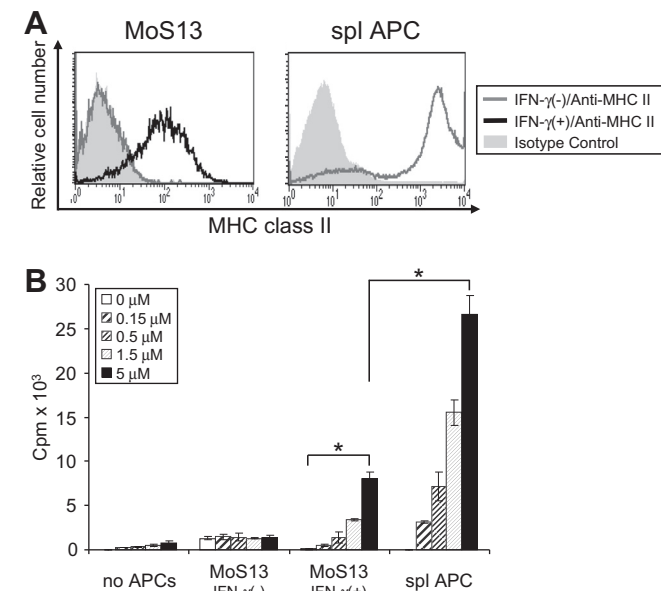 A
MoS13
spl APC
Relative cell number
10⁰ 10¹ 10² 10³ 10⁴
10⁰ 10¹ 10² 10³ 10⁴
MHC class II
IFN-γ(-)/Anti-MHC II
IFN-γ(+)/Anti-MHC II
Isotype Control
B
Cpm x 10³
30
25
20
15
10
5
0
0 μM
0.15 μM
0.5 μM
1.5 μM
5 μM
*
*
no APCs
MoS13
IFN-γ(-)
MoS13
IFN-γ(+)
spl APC